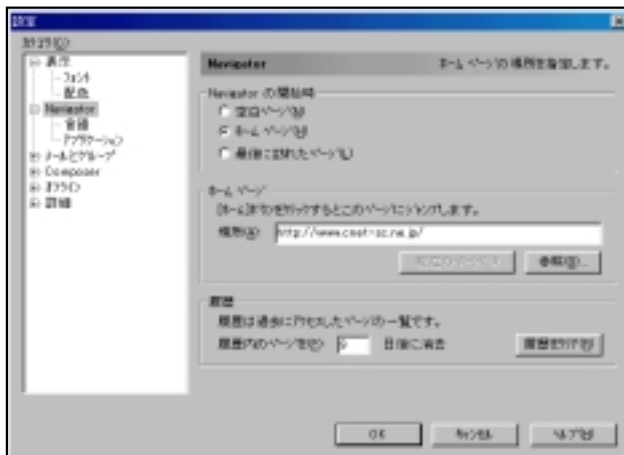 設定
カテゴリ(C):
表示
フォント
配色
Navigator
言語
アプリケーション
メールとグループ
Composer
オフライン
詳細
Navigator ホーム ページの場所を指定します。
Navigator の開始時
空白ページ(B)
ホーム ページ(H)
最後に訪れたページ(L)
ホーム ページ
[ホーム]ボタンをクリックするとこのページにジャンプします。
場所(A): http://www.cnet-sc.ne.jp/
参照(B)...
履歴
履歴は過去にアクセスしたページの一覧です。
履歴内のページを(P) 9 日後に消去
OK キャンセル ヘルプ(H)